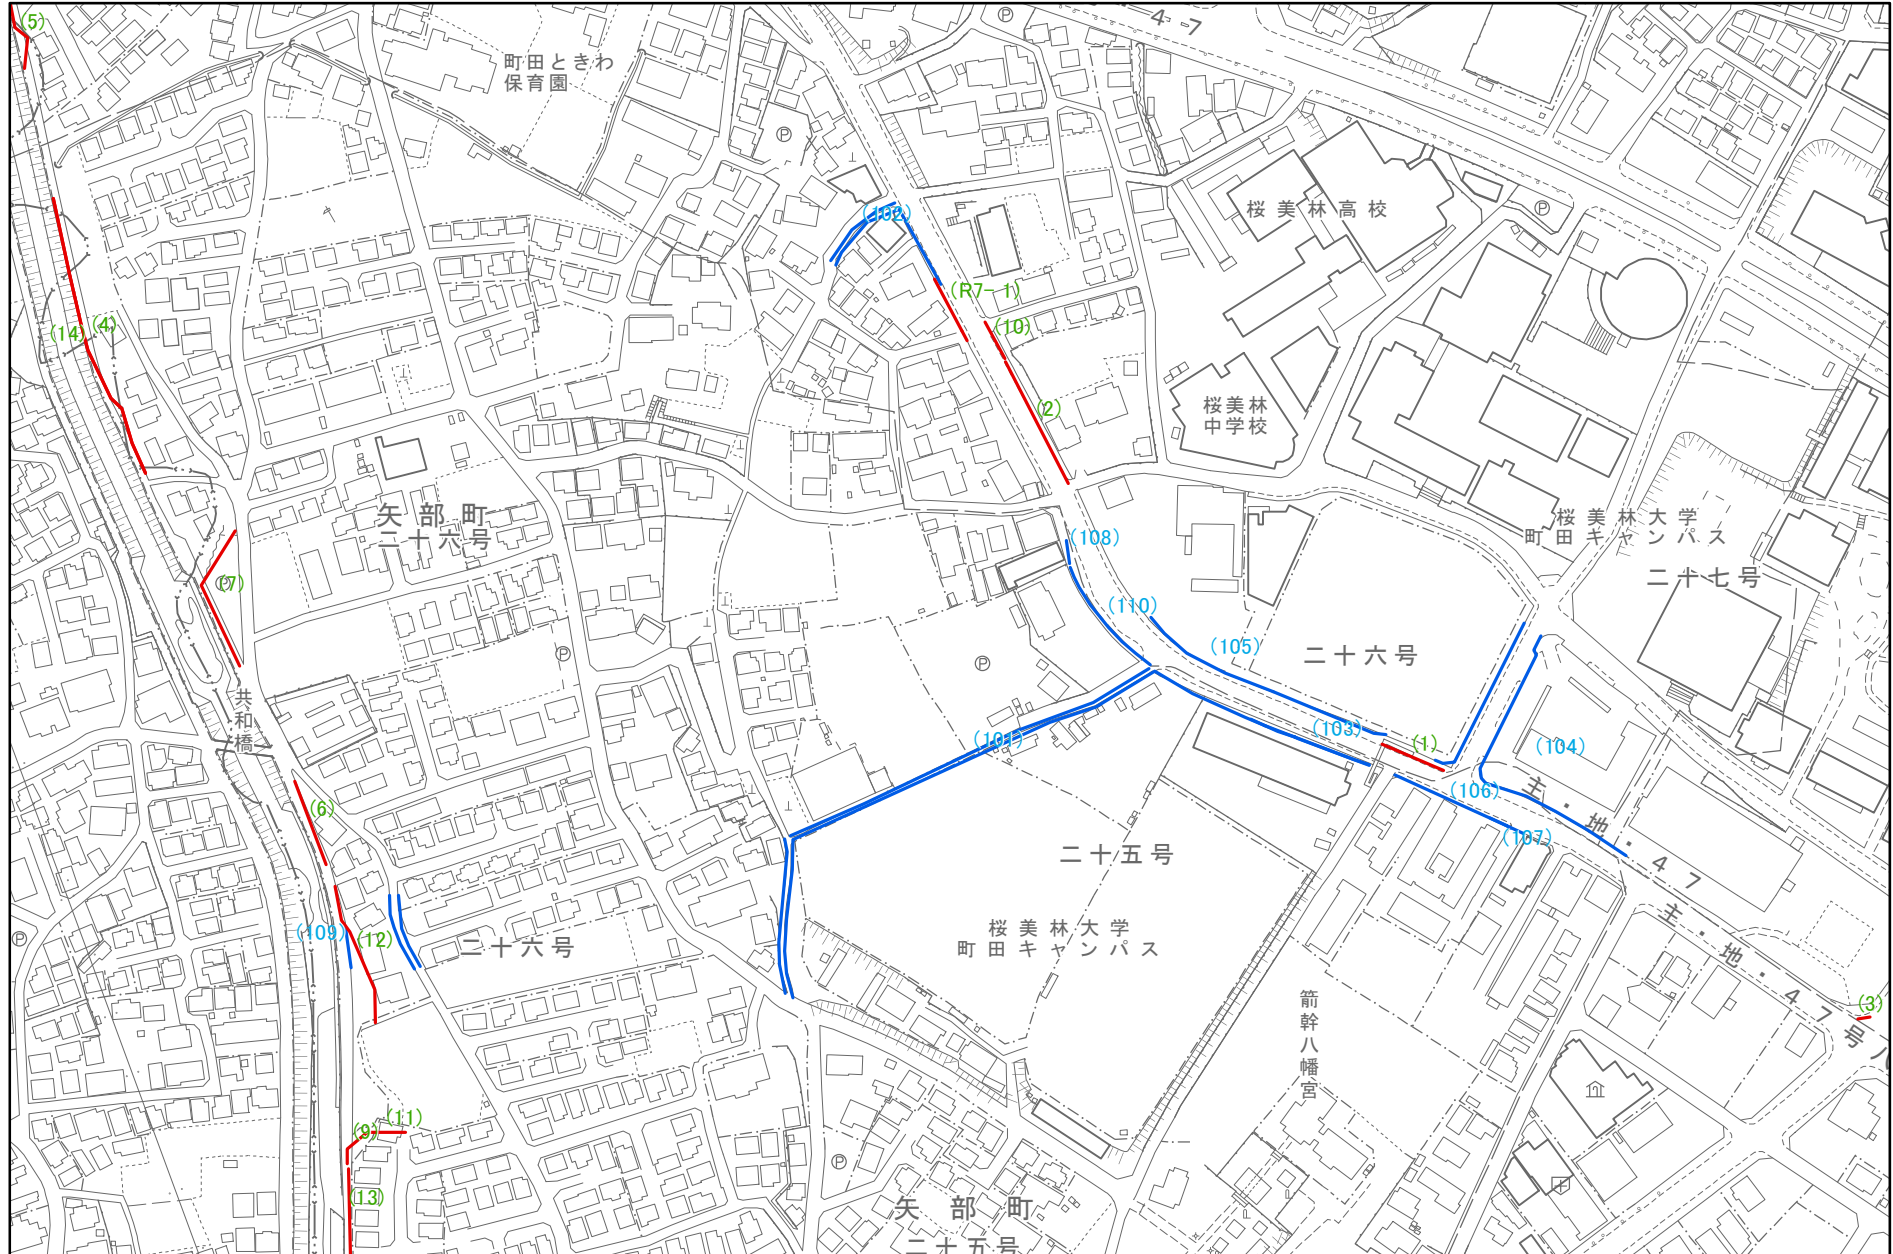 (5)
4-7
町田ときわ
保育園
(102)
桜美林高校
(R7-1)
(14)
(4)
(10)
(2)
桜美林
中学校
矢部町
二十六号
桜美林大学
町田キャンパス
二十七号
(108)
(7)
(110)
(105)
二十六号
共和橋
(101)
(103)
(1)
(104)
(106)
主・地・47
(6)
(107)
二十五号
(109)
(12)
二十六号
桜美林大学
町田キャンパス
主・地・47号
(3)
箭幹八幡宮
(9)
(11)
(13)
矢部町
二十五号